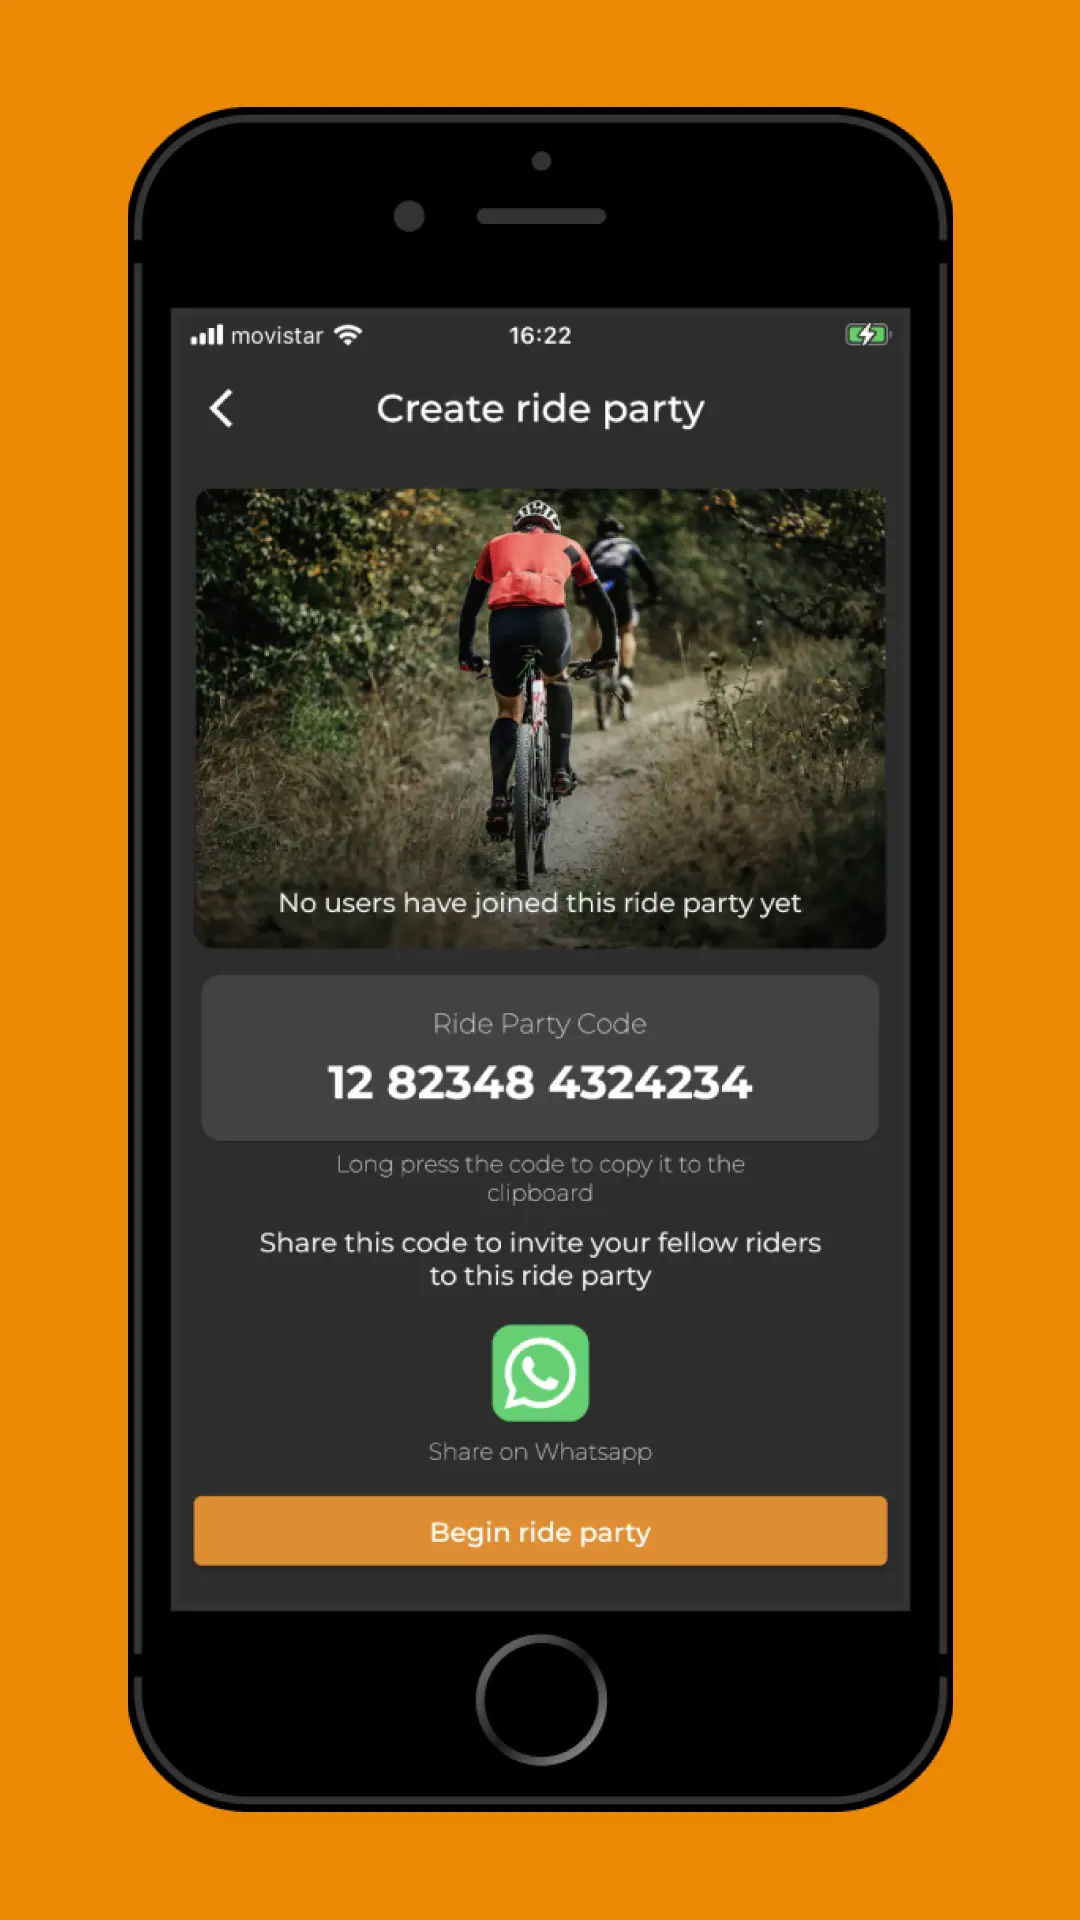 movistar
16:22
Create ride party
No users have joined this ride party yet
Ride Party Code
12 82348 4324234
Long press the code to copy it to the
clipboard
Share this code to invite your fellow riders
to this ride party
Share on Whatsapp
Begin ride party